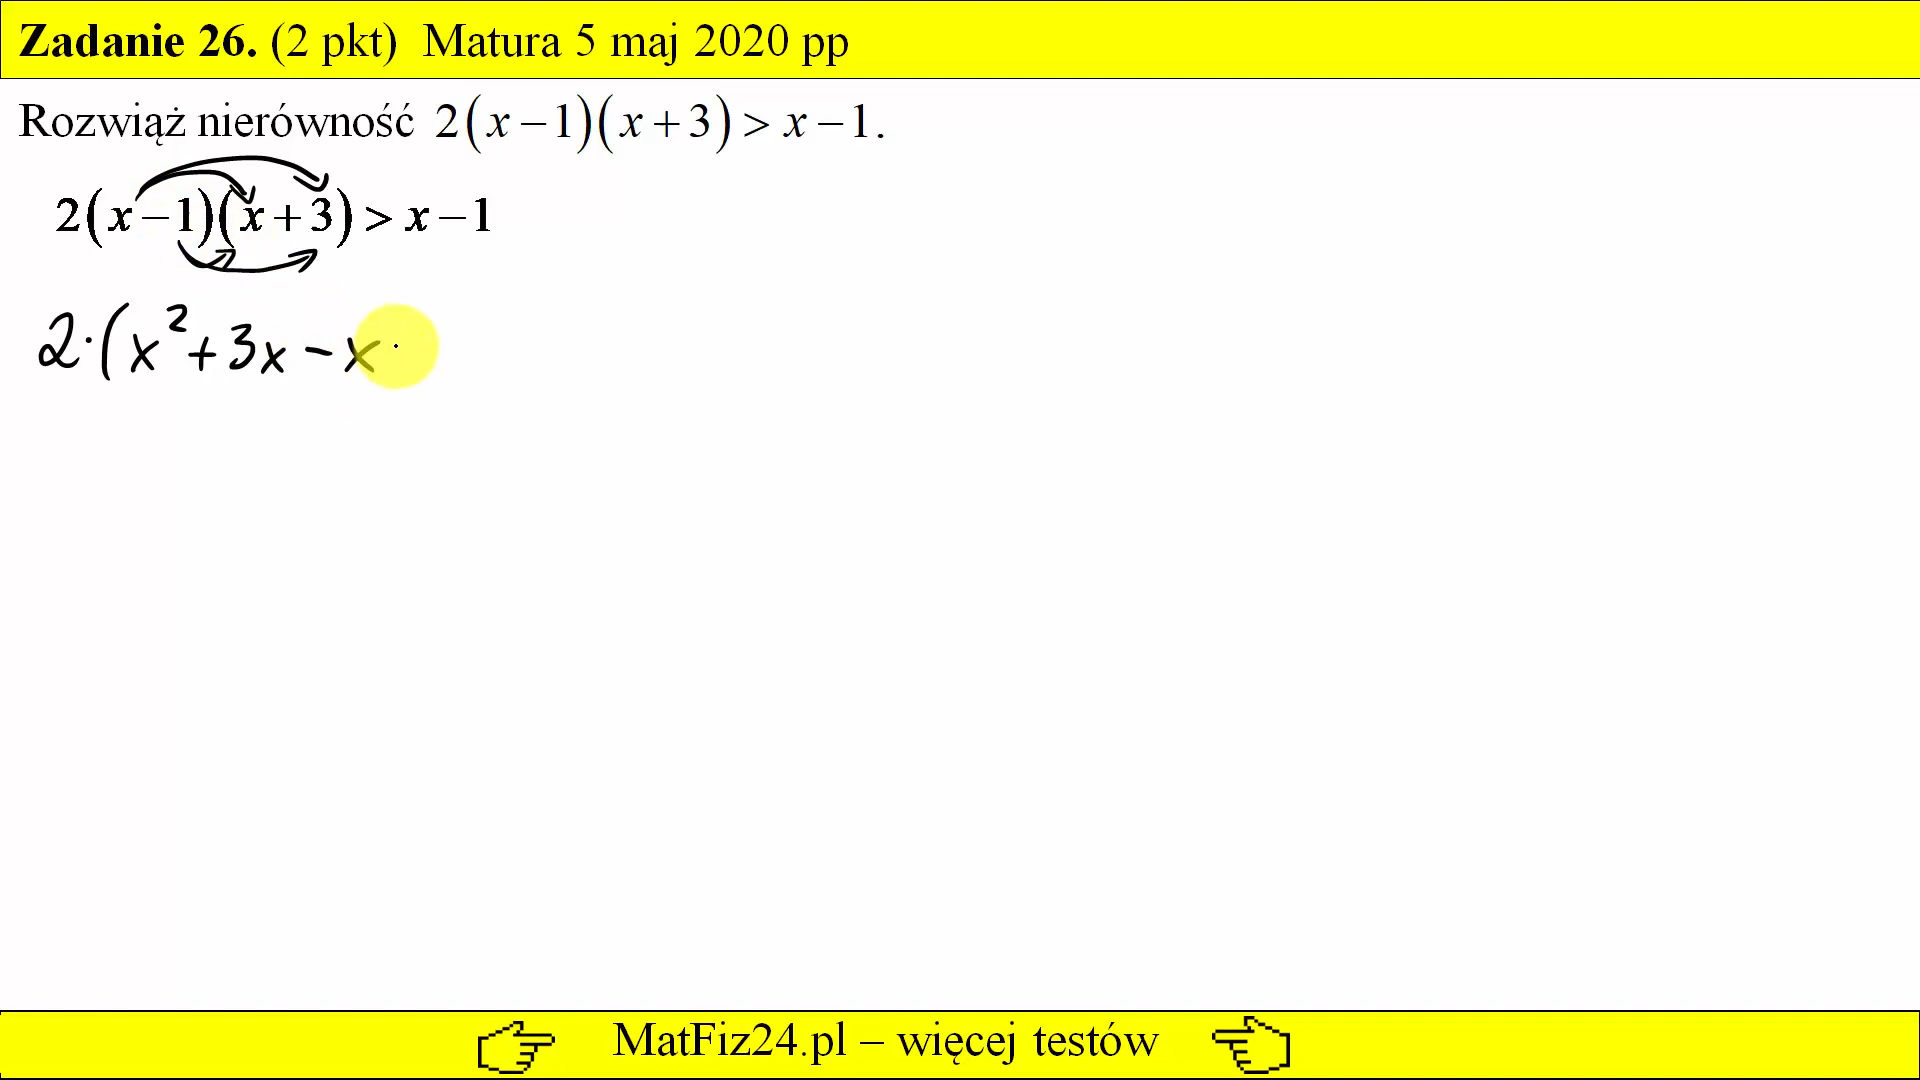 Zadanie 26. (2 pkt) Matura 5 maj 2020 pp
Rozwiąż nierówność 2(x−1)(x+3)>x−1.
2(x−1)(x+3)>x−1
2·(x²+3x−x
MatFiz24.pl – więcej testów